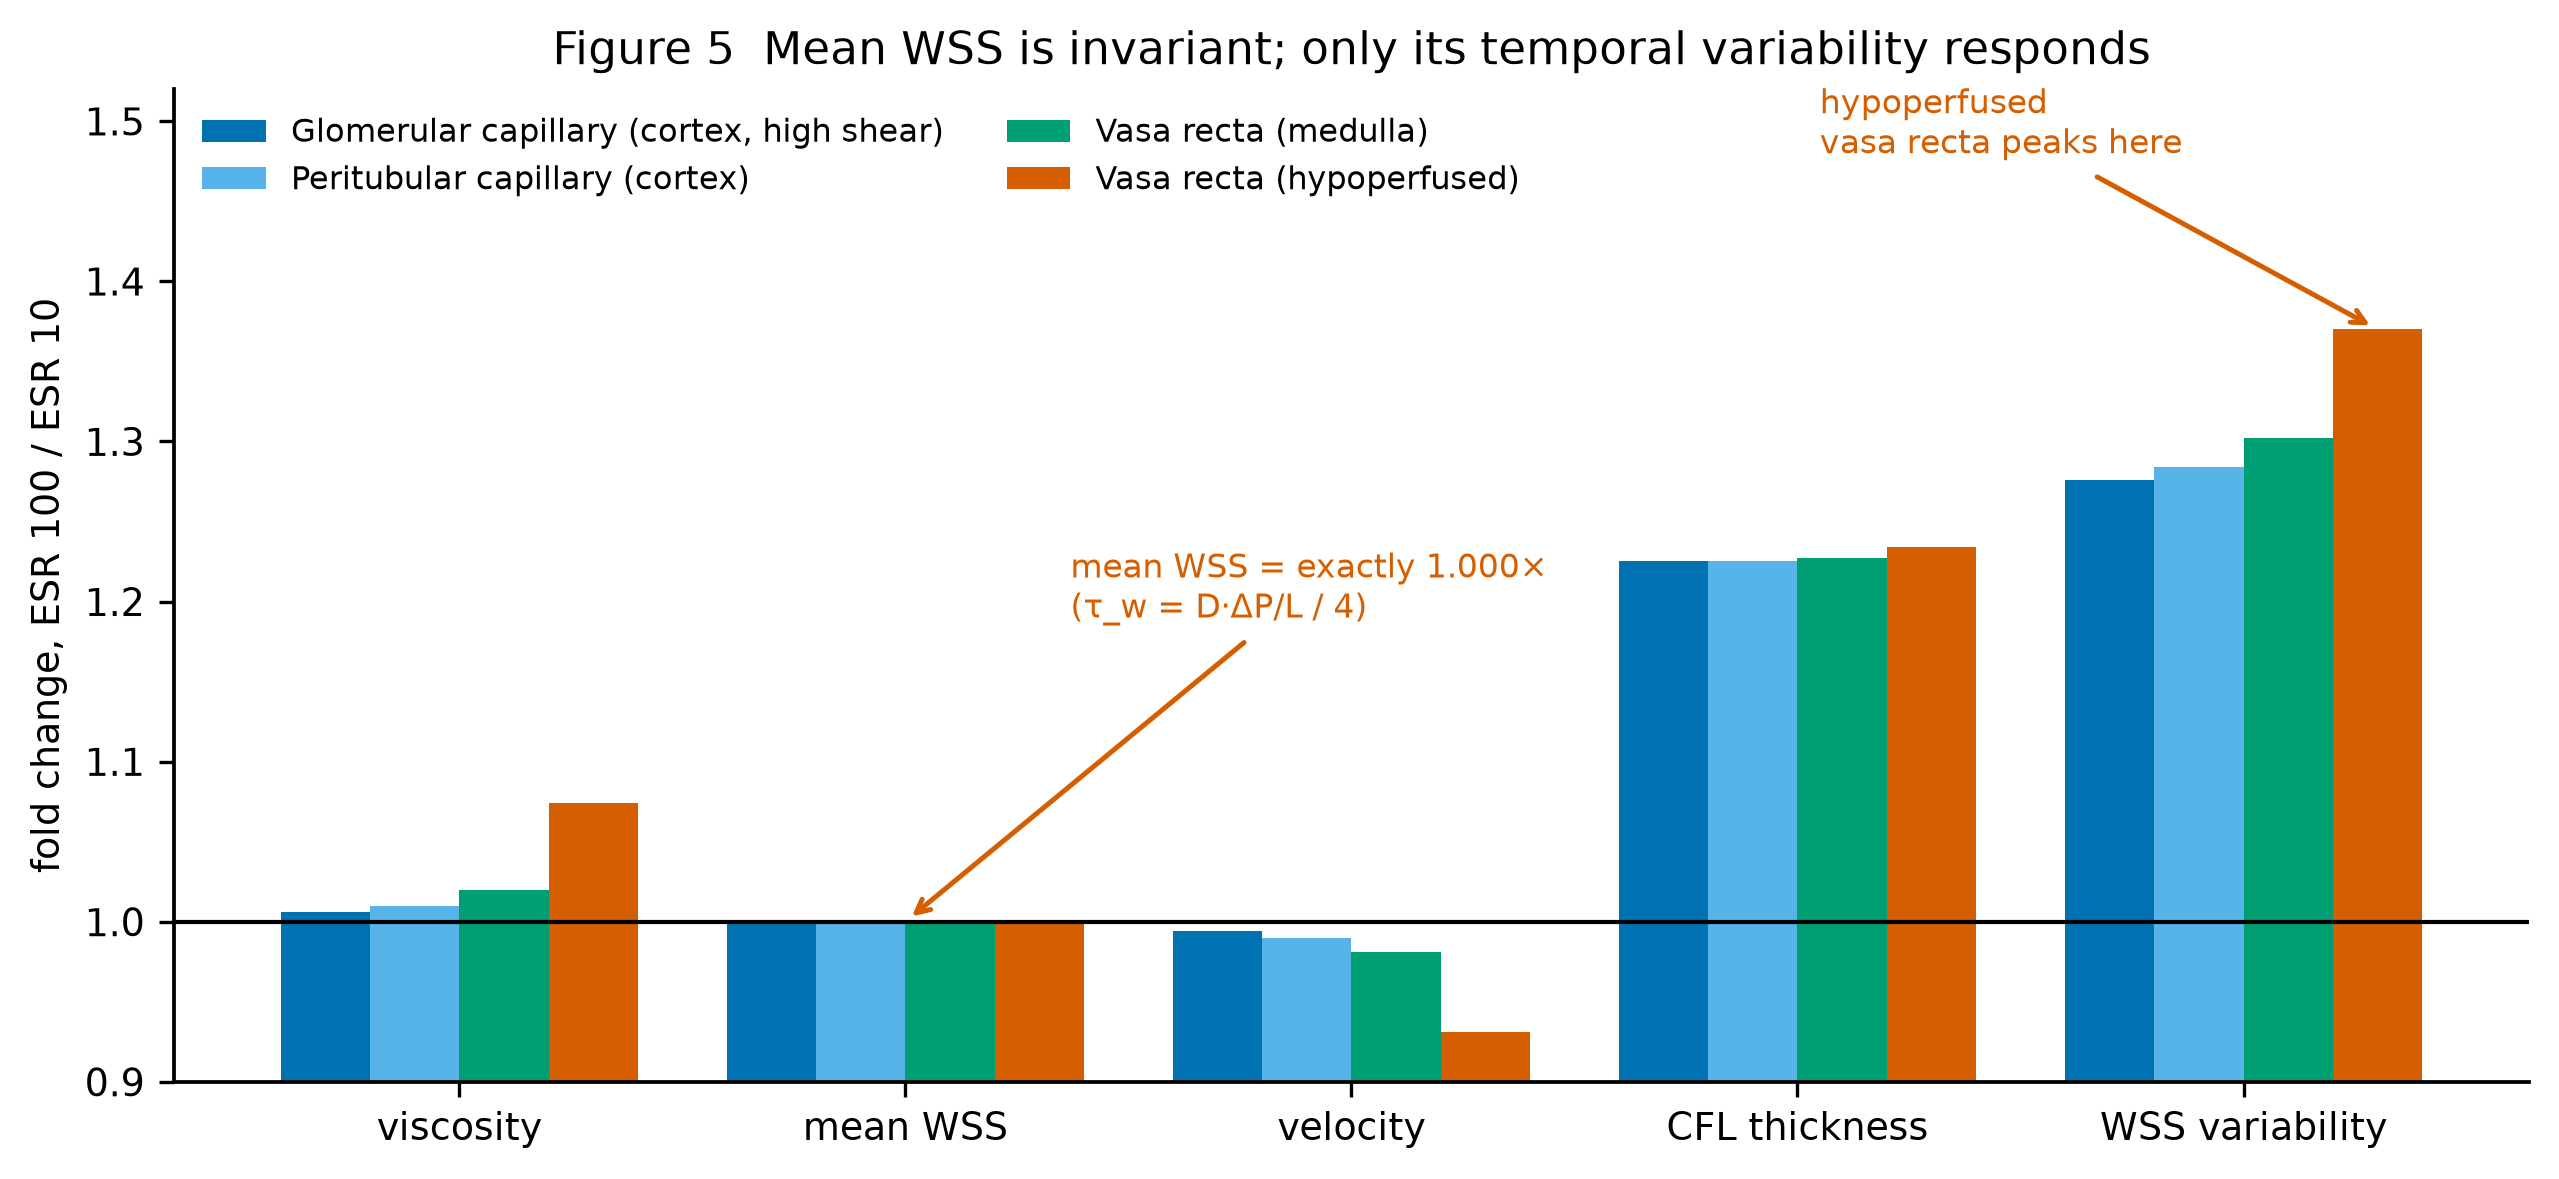 Figure 5  Mean WSS is invariant; only its temporal variability responds
fold change, ESR 100 / ESR 10
1.5
1.4
1.3
1.2
1.1
1.0
0.9
Glomerular capillary (cortex, high shear)
Peritubular capillary (cortex)
Vasa recta (medulla)
Vasa recta (hypoperfused)
hypoperfused
vasa recta peaks here
mean WSS = exactly 1.000×
(τ_w = D·ΔP/L / 4)
viscosity
mean WSS
velocity
CFL thickness
WSS variability